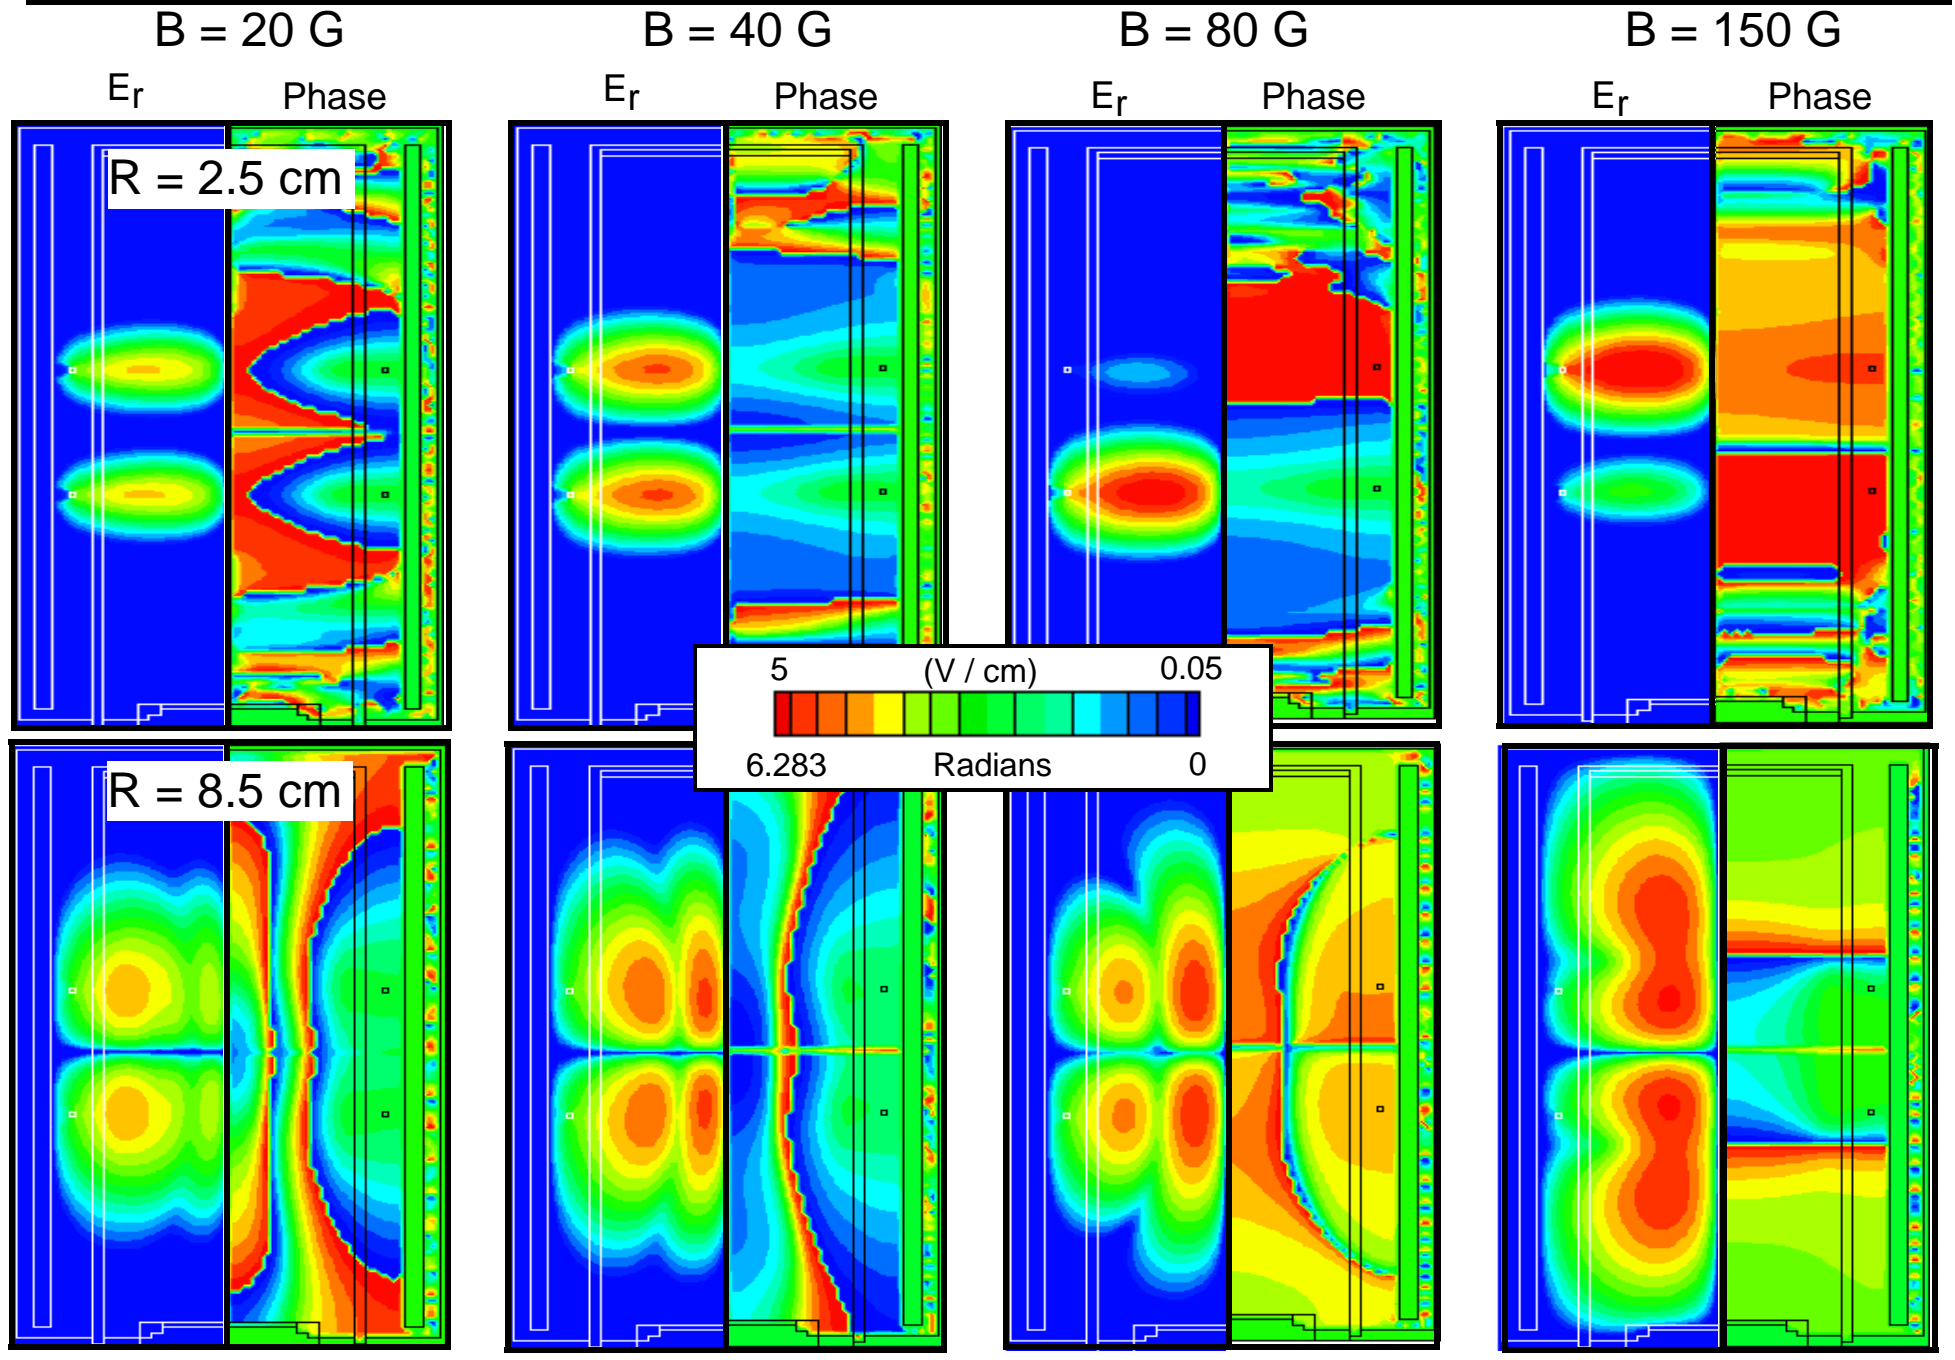 B = 20 G B = 40 G B = 80 G B = 150 G
Er Phase Er Phase Er Phase Er Phase
R = 2.5 cm
5 (V / cm) 0.05
6.283 Radians 0
R = 8.5 cm